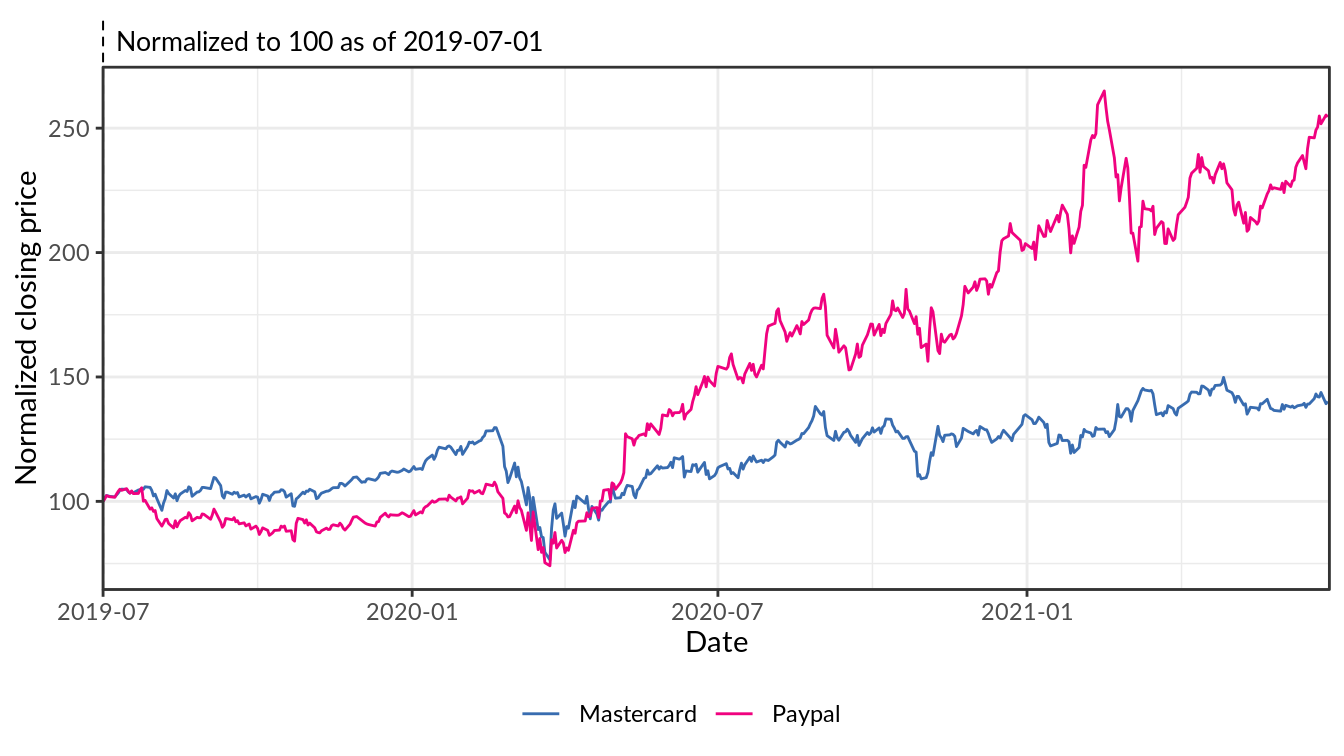 Normalized to 100 as of 2019-07-01
Normalized closing price
250
200
150
100
2019-07 2020-01 2020-07 2021-01
Date
Mastercard Paypal